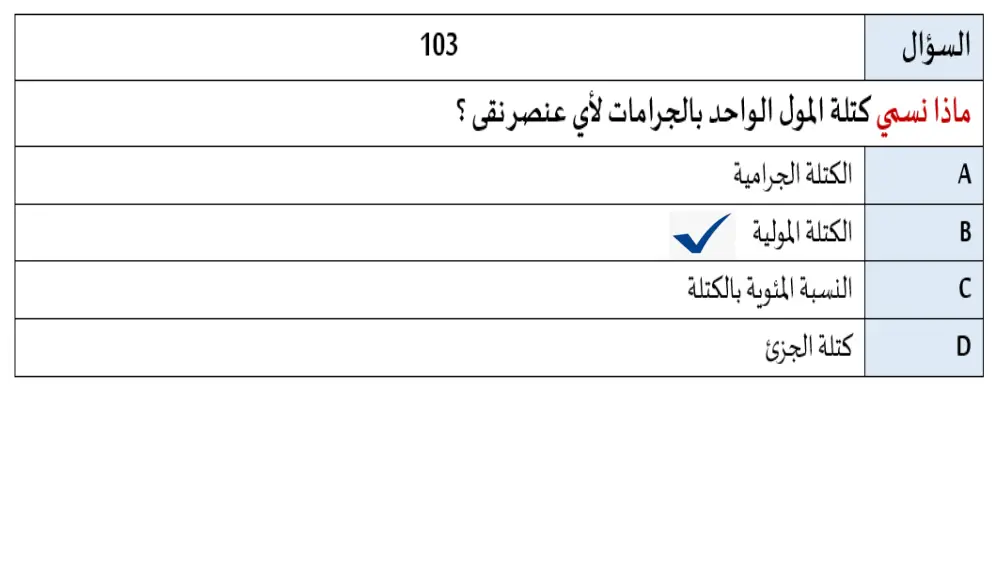 السؤال 103
ماذا نسمي كتلة المول الواحد بالجرامات لأي عنصر نقى ؟
A الكتلة الجرامية
B الكتلة المولية
C النسبة المئوية بالكتلة
D كتلة الجزئ